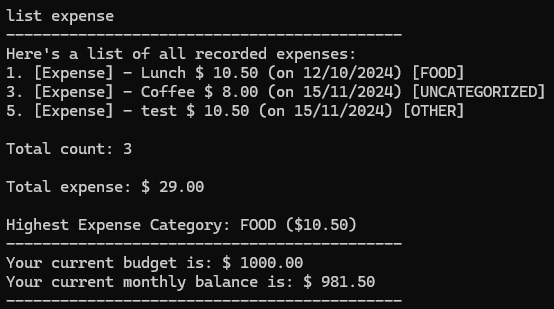 list expense
--------------------------------------------
Here's a list of all recorded expenses:
1. [Expense] - Lunch $ 10.50 (on 12/10/2024) [FOOD]
3. [Expense] - Coffee $ 8.00 (on 15/11/2024) [UNCATEGORIZED]
5. [Expense] - test $ 10.50 (on 15/11/2024) [OTHER]
Total count: 3
Total expense: $ 29.00
Highest Expense Category: FOOD ($10.50)
--------------------------------------------
Your current budget is: $ 1000.00
Your current monthly balance is: $ 981.50
--------------------------------------------